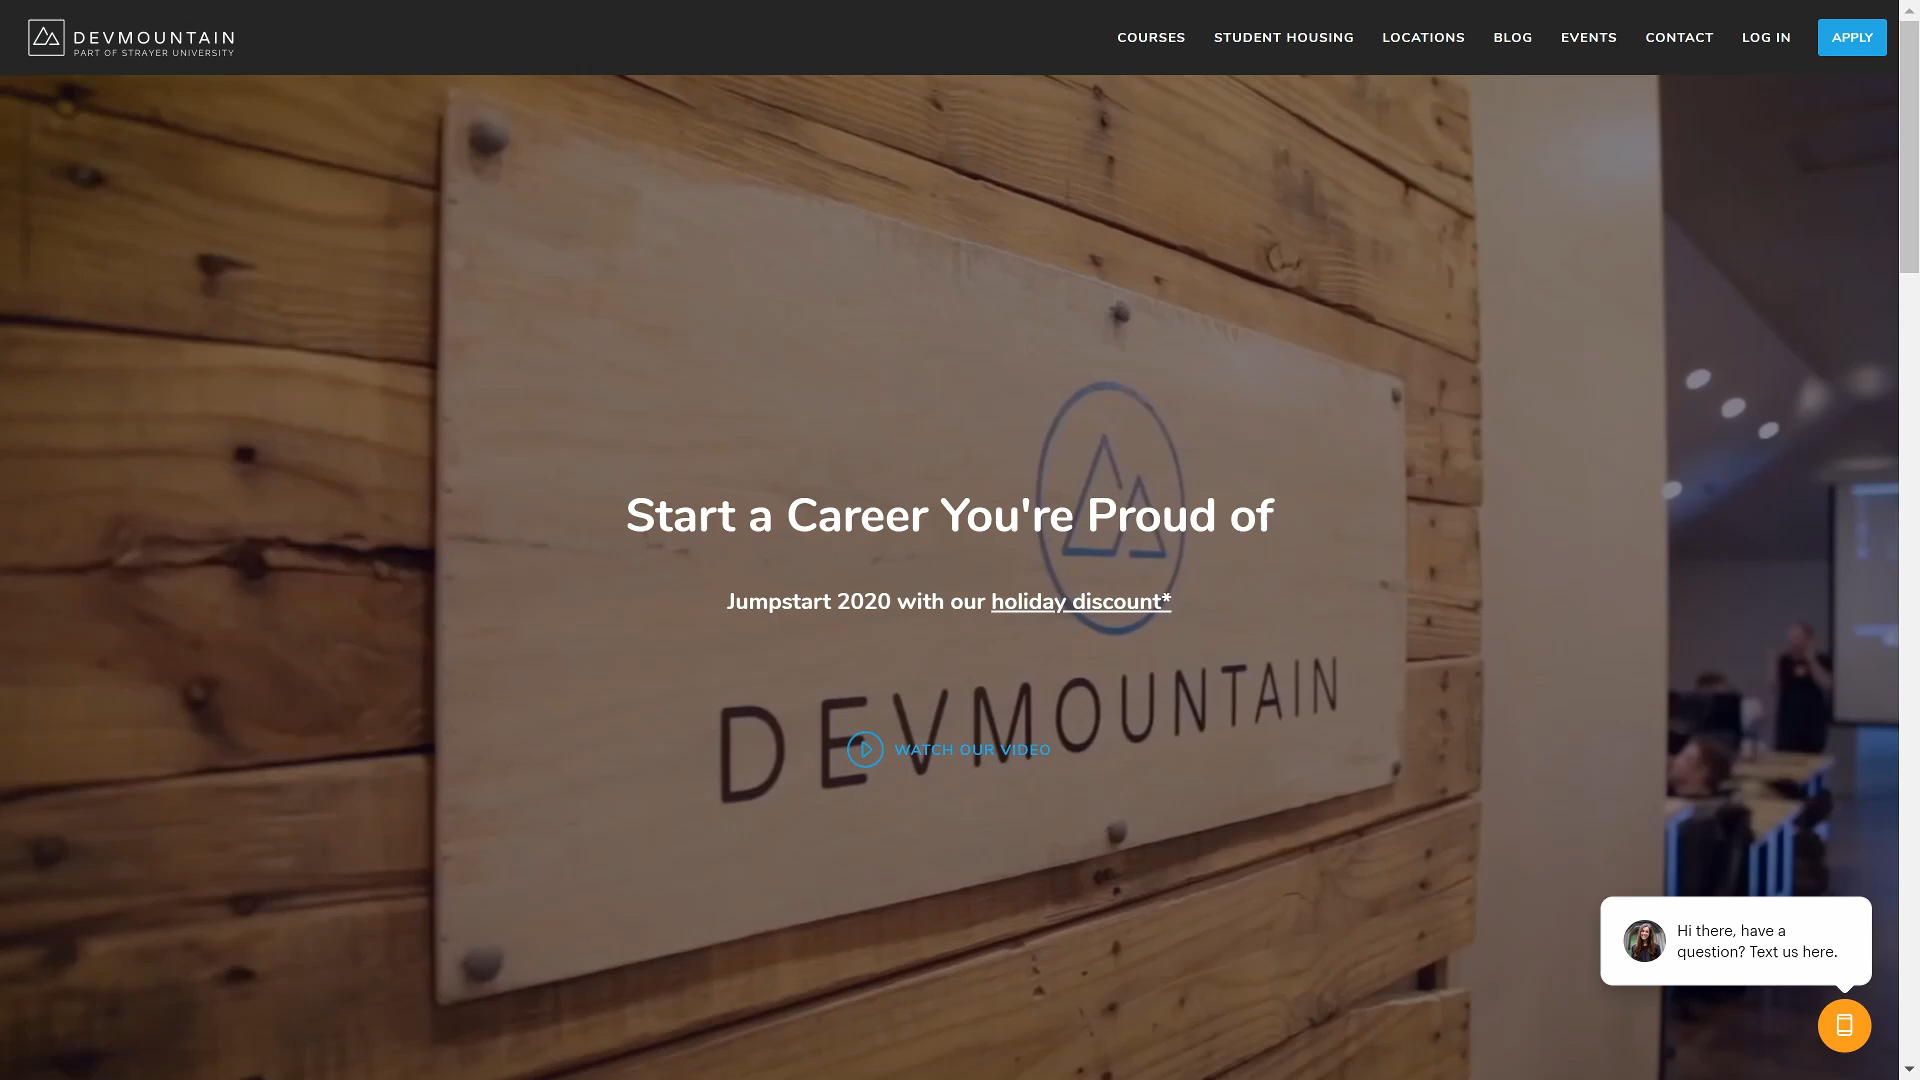 DEVMOUNTAIN
PART OF STRAYER UNIVERSITY
COURSES
STUDENT HOUSING
LOCATIONS
BLOG
EVENTS
CONTACT
LOG IN
APPLY
Start a Career You're Proud of
Jumpstart 2020 with our holiday discount*
DEVMOUNTAIN
WATCH OUR VIDEO
Hi there, have a
question? Text us here.